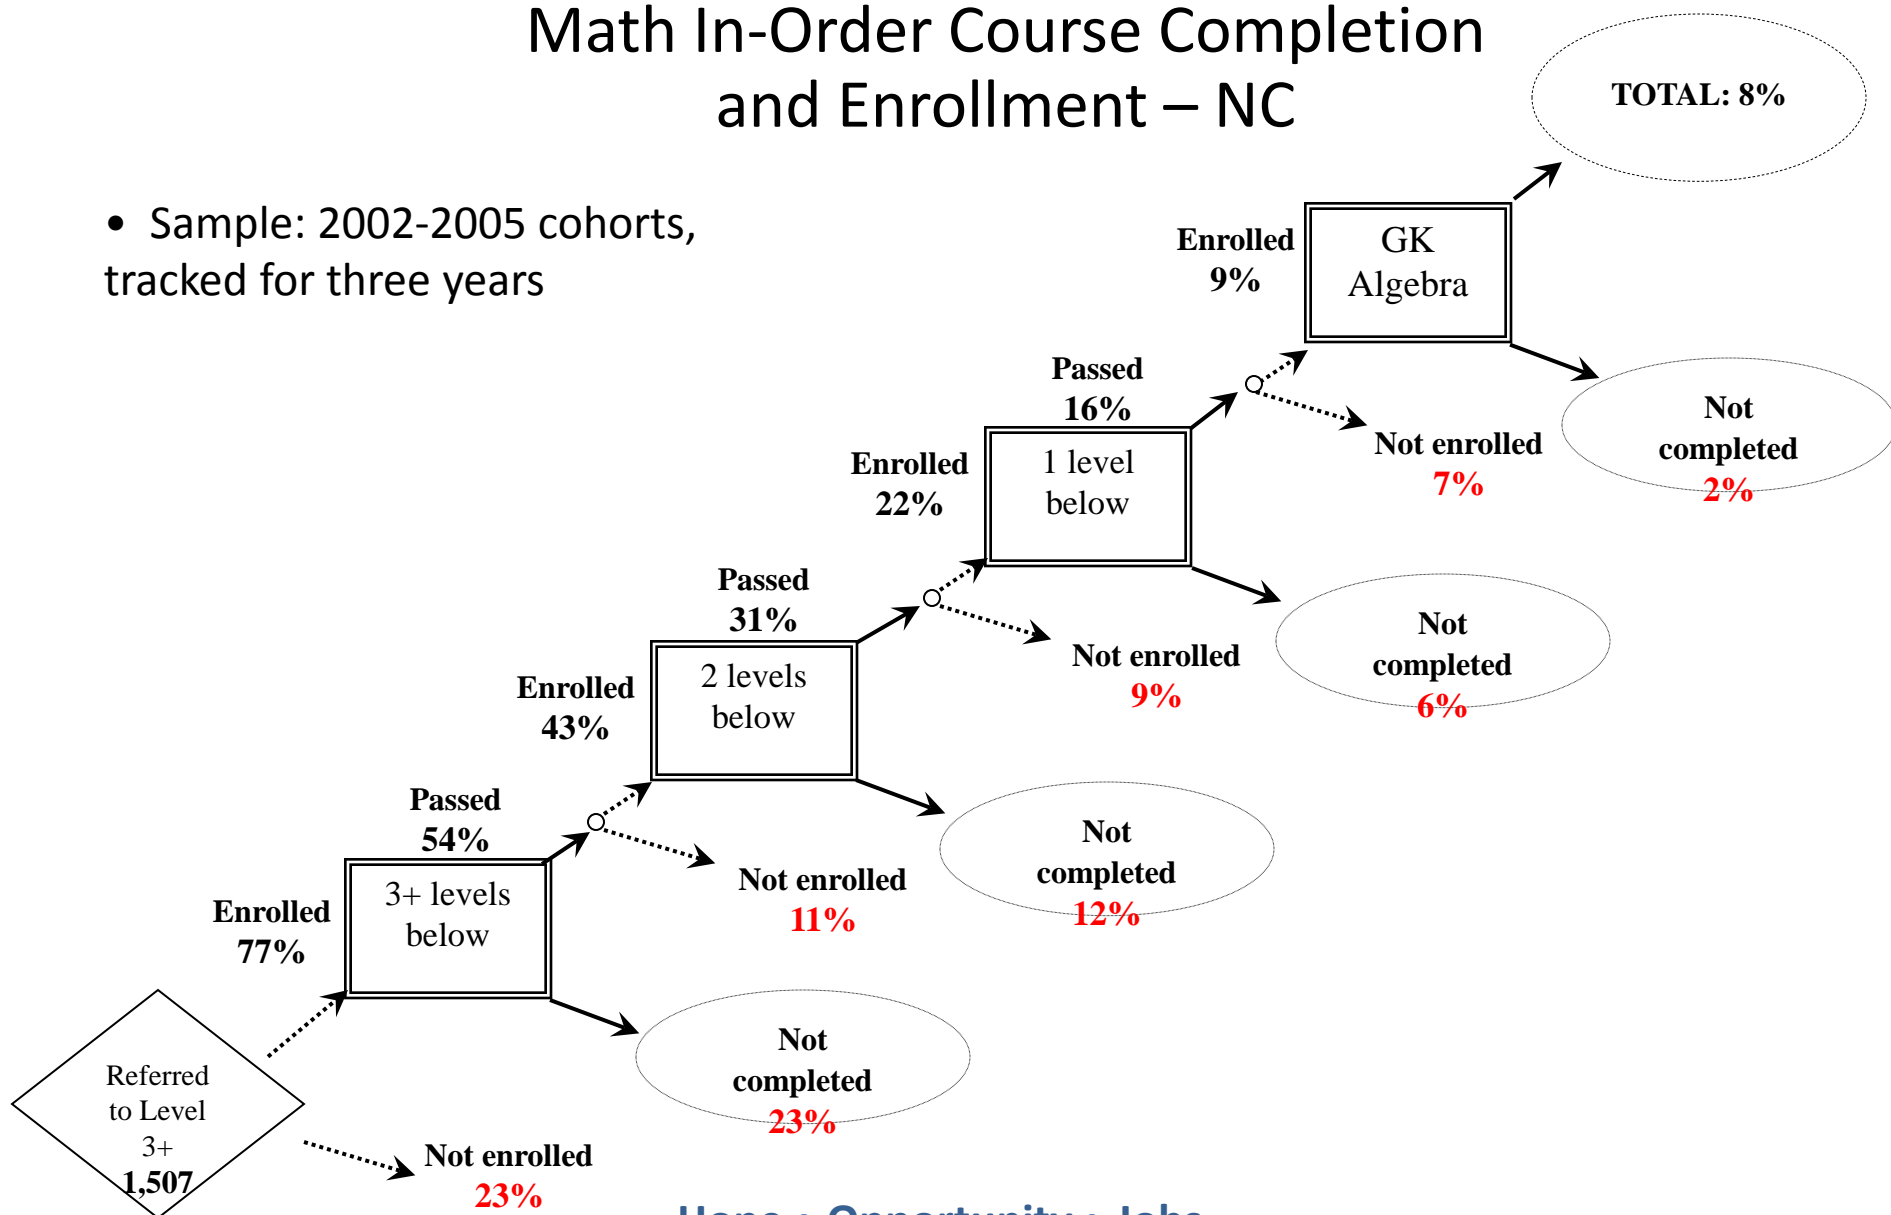 Math In-Order Course Completion
and Enrollment – NC
TOTAL: 8%
• Sample: 2002-2005 cohorts,
tracked for three years
Enrolled
9%
GK
Algebra
Passed
16%
Not enrolled
7%
Not
completed
2%
Enrolled
22%
1 level
below
Passed
31%
Not enrolled
9%
Not
completed
6%
Enrolled
43%
2 levels
below
Passed
54%
Not enrolled
11%
Not
completed
12%
Enrolled
77%
3+ levels
below
Not
completed
23%
Referred
to Level
3+
1,507
Not enrolled
23%
Hope • Opportunity • Jobs